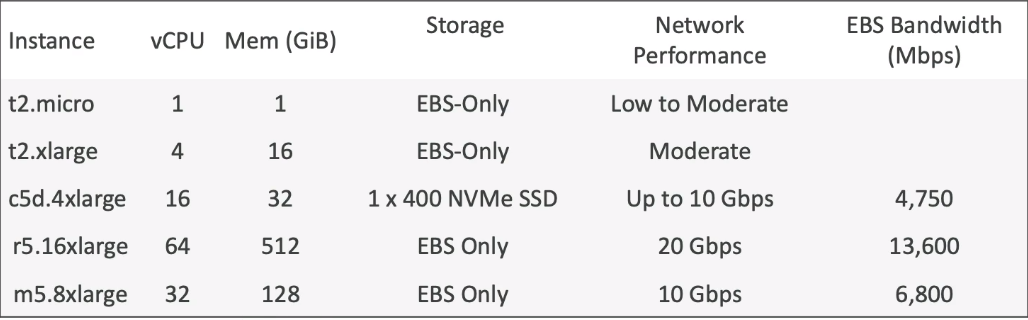 Instance vCPU Mem (GiB) Storage Network Performance EBS Bandwidth (Mbps)
t2.micro 1 1 EBS-Only Low to Moderate
t2.xlarge 4 16 EBS-Only Moderate
c5d.4xlarge 16 32 1 x 400 NVMe SSD Up to 10 Gbps 4,750
r5.16xlarge 64 512 EBS Only 20 Gbps 13,600
m5.8xlarge 32 128 EBS Only 10 Gbps 6,800